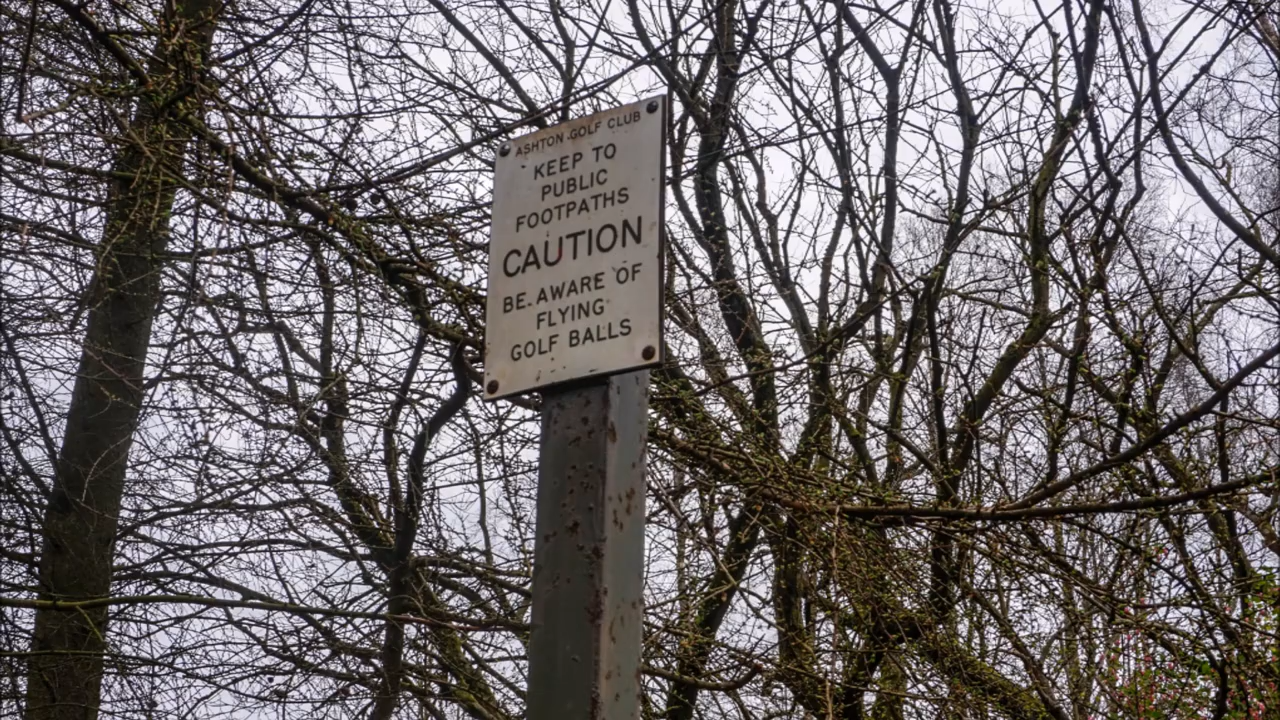 ASHTON GOLF CLUB
KEEP TO
PUBLIC
FOOTPATHS
CAUTION
BE AWARE OF
FLYING
GOLF BALLS